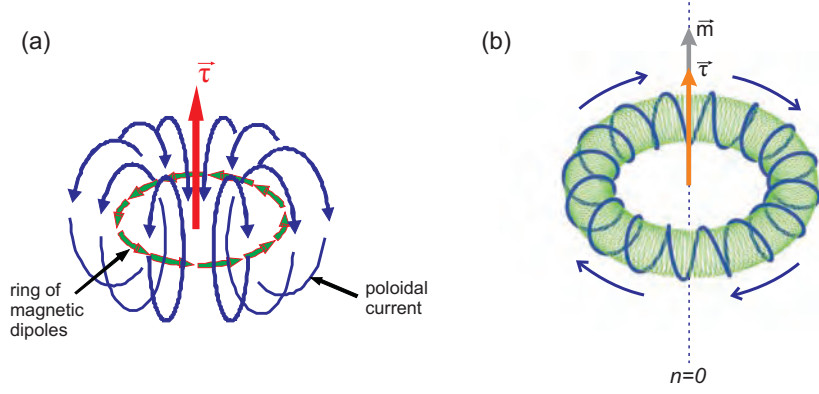 (a)
τ⃗
ring of
magnetic
dipoles
poloidal
current
(b)
m⃗
τ⃗
n=0